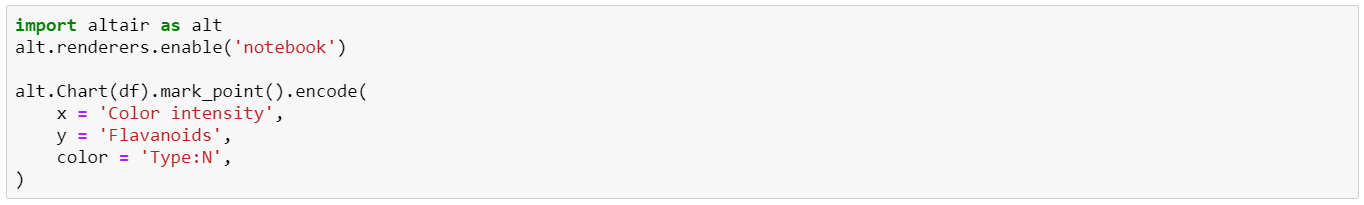 import altair as alt
alt.renderers.enable('notebook')
alt.Chart(df).mark_point().encode(
    x = 'Color intensity',
    y = 'Flavanoids',
    color = 'Type:N',
)